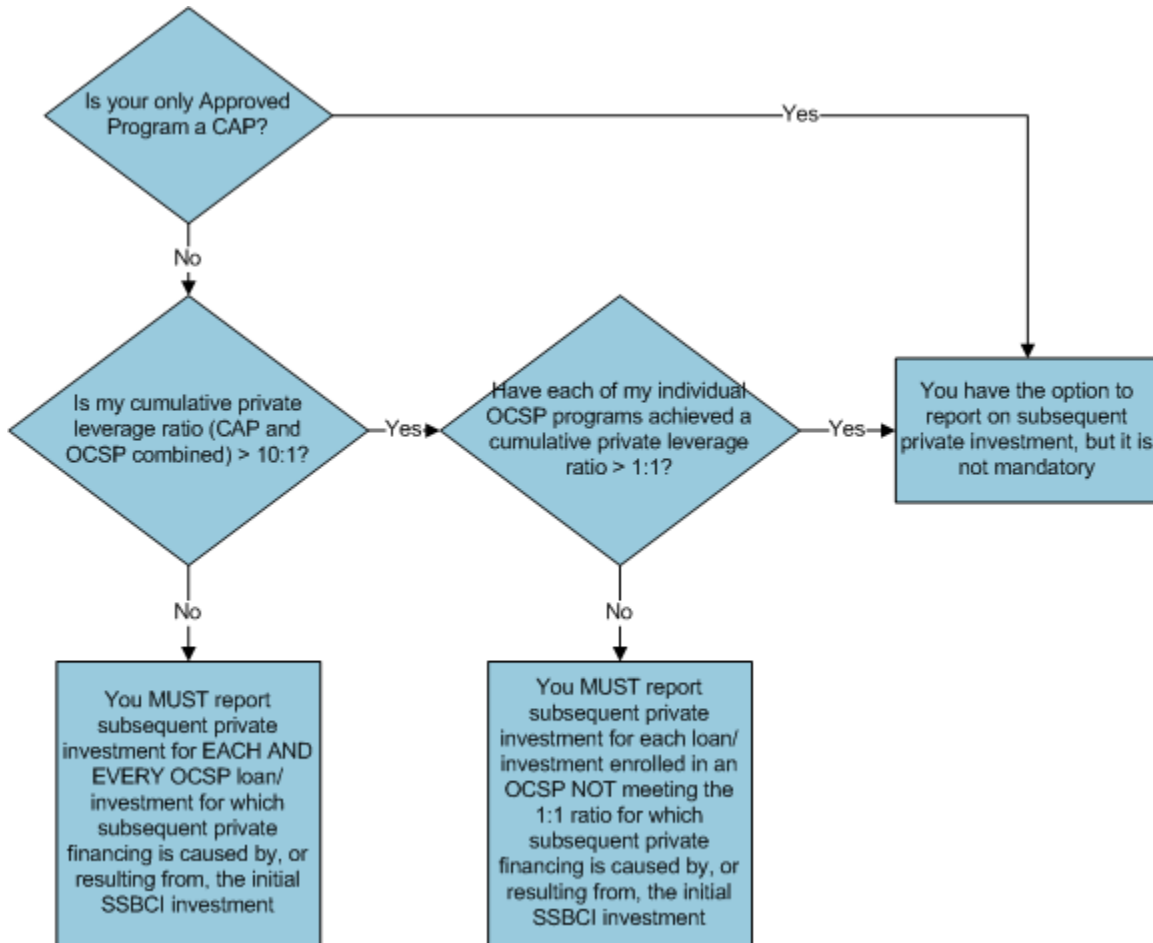 Is your only Approved
Program a CAP?
Yes
No
Is my cumulative private
leverage ratio (CAP and
OCSP combined) > 10:1?
Yes
Have each of my individual
OCSP programs achieved a
cumulative private leverage
ratio > 1:1?
Yes
You have the option to
report on subsequent
private investment, but it is
not mandatory
No
No
You MUST report
subsequent private
investment for EACH AND
EVERY OCSP loan/
investment for which
subsequent private
financing is caused by, or
resulting from, the initial
SSBCI investment
You MUST report
subsequent private
investment for each loan/
investment enrolled in an
OCSP NOT meeting the
1:1 ratio for which
subsequent private
financing is caused by, or
resulting from, the initial
SSBCI investment